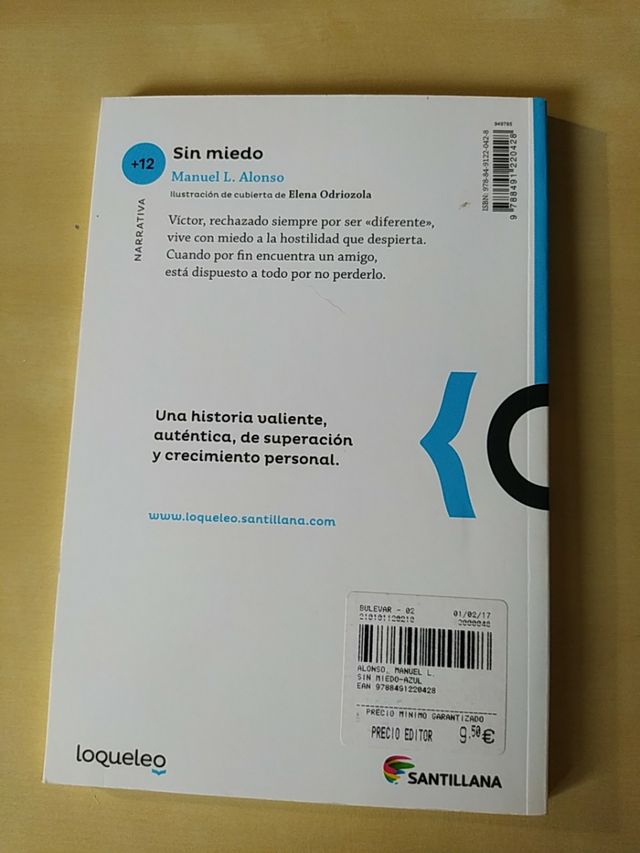 949785
ISBN: 978-84-9122-042-8
9 788491 220428
+12
Sin miedo
Manuel L. Alonso
Ilustración de cubierta de Elena Odriozola
NARRATIVA
Víctor, rechazado siempre por ser «diferente»,
vive con miedo a la hostilidad que despierta.
Cuando por fin encuentra un amigo,
está dispuesto a todo por no perderlo.
Una historia valiente,
auténtica, de superación
y crecimiento personal.
www.loqueleo.santillana.com
BULEVAR - 02 01/02/17
ALONSO, MANUEL L.
SIN MIEDO-AZUL
EAN 9788491220428
PRECIO MINIMO GARANTIZADO
PRECIO EDITOR 9.50€
loqueleo
SANTILLANA